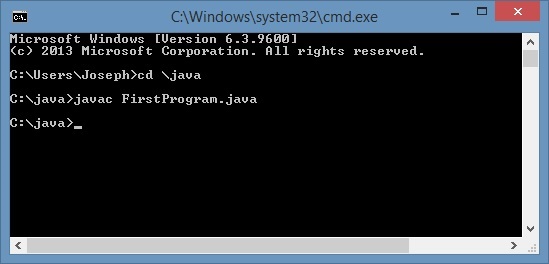 C:\Windows\system32\cmd.exe
Microsoft Windows [Version 6.3.9600]
(c) 2013 Microsoft Corporation. All rights reserved.
C:\Users\Joseph>cd \java
C:\java>javac FirstProgram.java
C:\java>_